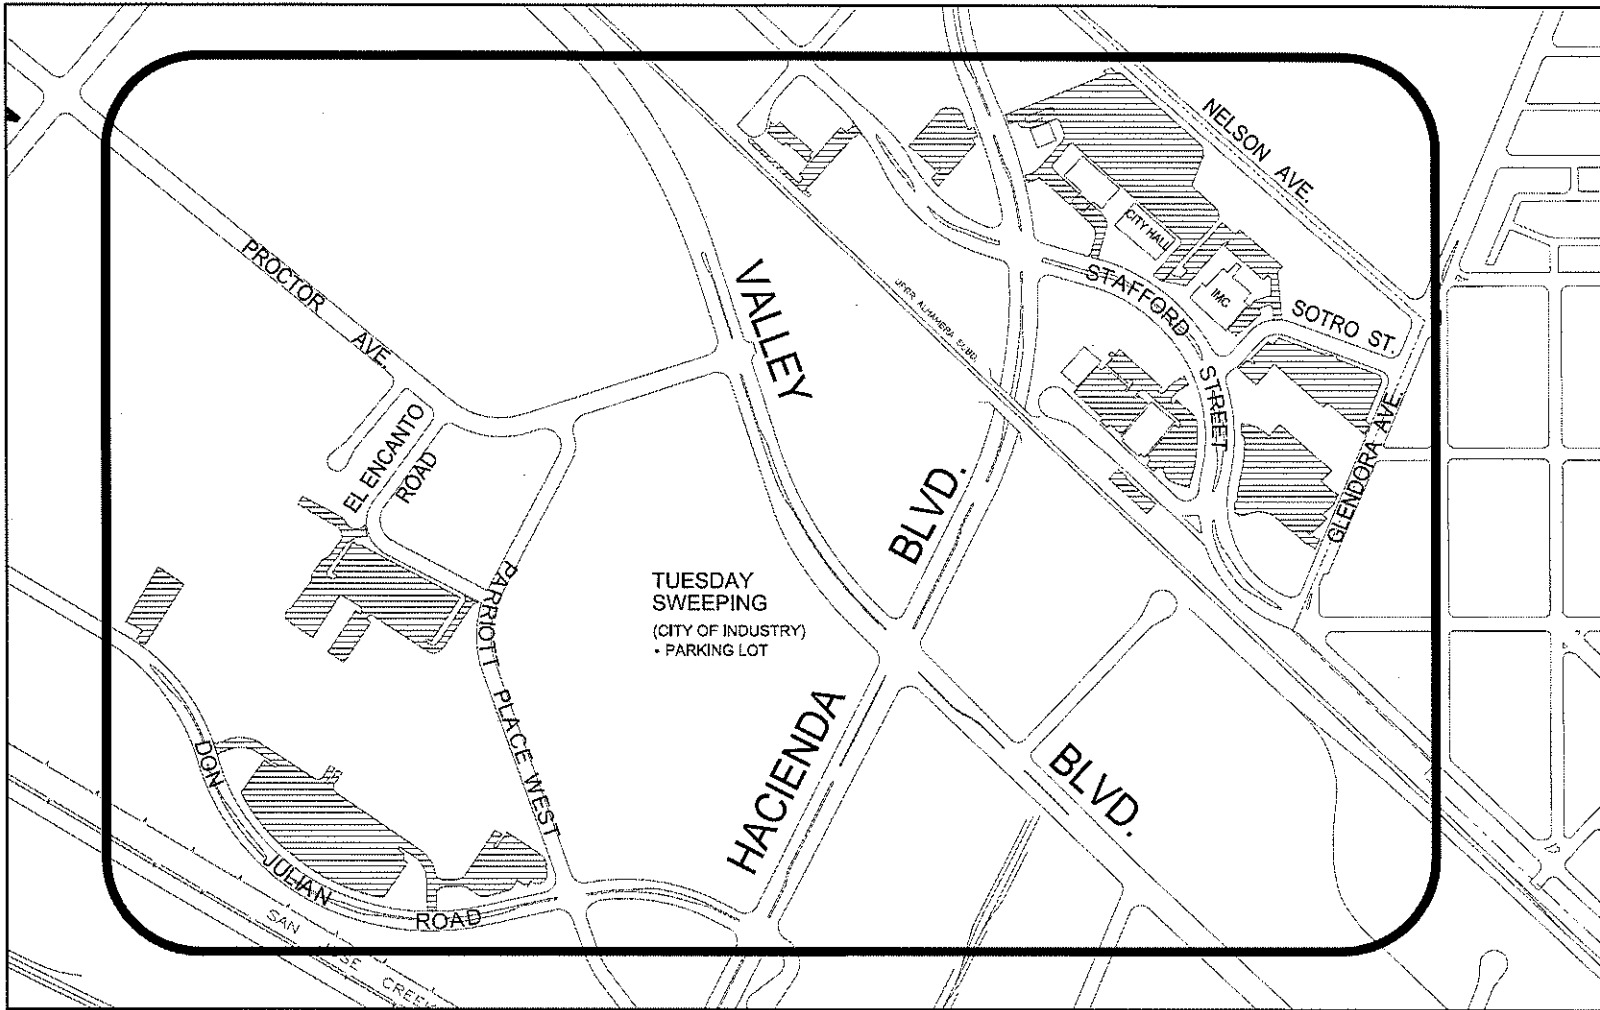 NELSON AVE.
CITY HALL
PROCTOR AVE.
VALLEY
STAFFORD STREET
IMC
SOTRO ST.
EL ENCANTO
ROAD
BLVD.
GLENDORA AVE.
PARRIOTT PLACE WEST
TUESDAY
SWEEPING
(CITY OF INDUSTRY)
• PARKING LOT
HACIENDA
BLVD.
DON JULIAN ROAD
SAN JOSE CREEK